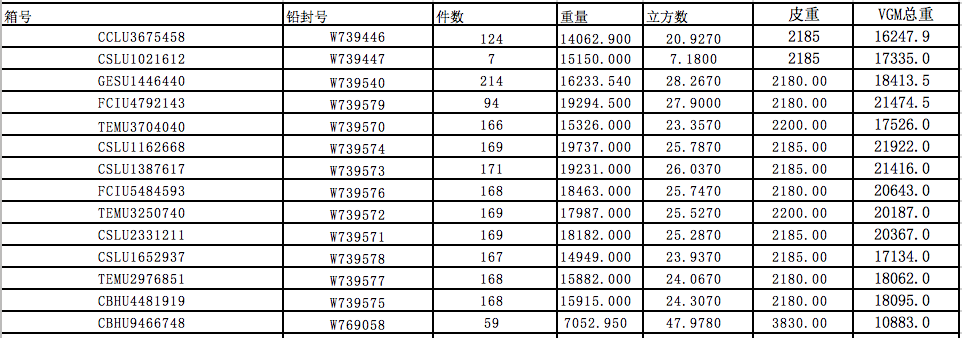 箱号 铅封号 件数 重量 立方数 皮重 VGM总重
CCLU3675458 W739446 124 14062.900 20.9270 2185 16247.9
CSLU1021612 W739447 7 15150.000 7.1800 2185 17335.0
GESU1446440 W739540 214 16233.540 28.2670 2180.00 18413.5
FCIU4792143 W739579 94 19294.500 27.9000 2180.00 21474.5
TEMU3704040 W739570 166 15326.000 23.3570 2200.00 17526.0
CSLU1162668 W739574 169 19737.000 25.7870 2185.00 21922.0
CSLU1387617 W739573 171 19231.000 26.0370 2185.00 21416.0
FCIU5484593 W739576 168 18463.000 25.7470 2180.00 20643.0
TEMU3250740 W739572 169 17987.000 25.5270 2200.00 20187.0
CSLU2331211 W739571 169 18182.000 25.2870 2185.00 20367.0
CSLU1652937 W739578 167 14949.000 23.9370 2185.00 17134.0
TEMU2976851 W739577 168 15882.000 24.0670 2180.00 18062.0
CBHU4481919 W739575 168 15915.000 24.3070 2180.00 18095.0
CBHU9466748 W769058 59 7052.950 47.9780 3830.00 10883.0